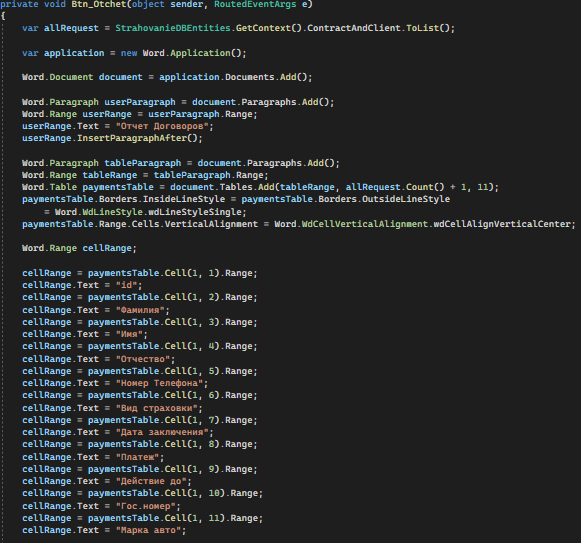 private void Btn_Otchet(object sender, RoutedEventArgs e)
{
var allRequest = StrahovanieDBEntities.GetContext().ContractAndClient.ToList();
var application = new Word.Application();
Word.Document document = application.Documents.Add();
Word.Paragraph userParagraph = document.Paragraphs.Add();
Word.Range userRange = userParagraph.Range;
userRange.Text = "Отчет Договоров";
userRange.InsertParagraphAfter();
Word.Paragraph tableParagraph = document.Paragraphs.Add();
Word.Range tableRange = tableParagraph.Range;
Word.Table paymentsTable = document.Tables.Add(tableRange, allRequest.Count() + 1, 11);
paymentsTable.Borders.InsideLineStyle = paymentsTable.Borders.OutsideLineStyle
= Word.WdLineStyle.wdLineStyleSingle;
paymentsTable.Range.Cells.VerticalAlignment = Word.WdCellVerticalAlignment.wdCellAlignVerticalCenter;
Word.Range cellRange;
cellRange = paymentsTable.Cell(1, 1).Range;
cellRange.Text = "id";
cellRange = paymentsTable.Cell(1, 2).Range;
cellRange.Text = "Фамилия";
cellRange = paymentsTable.Cell(1, 3).Range;
cellRange.Text = "Имя";
cellRange = paymentsTable.Cell(1, 4).Range;
cellRange.Text = "Отчество";
cellRange = paymentsTable.Cell(1, 5).Range;
cellRange.Text = "Номер Телефона";
cellRange = paymentsTable.Cell(1, 6).Range;
cellRange.Text = "Вид страховки";
cellRange = paymentsTable.Cell(1, 7).Range;
cellRange.Text = "Дата заключения";
cellRange = paymentsTable.Cell(1, 8).Range;
cellRange.Text = "Платеж";
cellRange = paymentsTable.Cell(1, 9).Range;
cellRange.Text = "Действие до";
cellRange = paymentsTable.Cell(1, 10).Range;
cellRange.Text = "Гос.номер";
cellRange = paymentsTable.Cell(1, 11).Range;
cellRange.Text = "Марка авто";